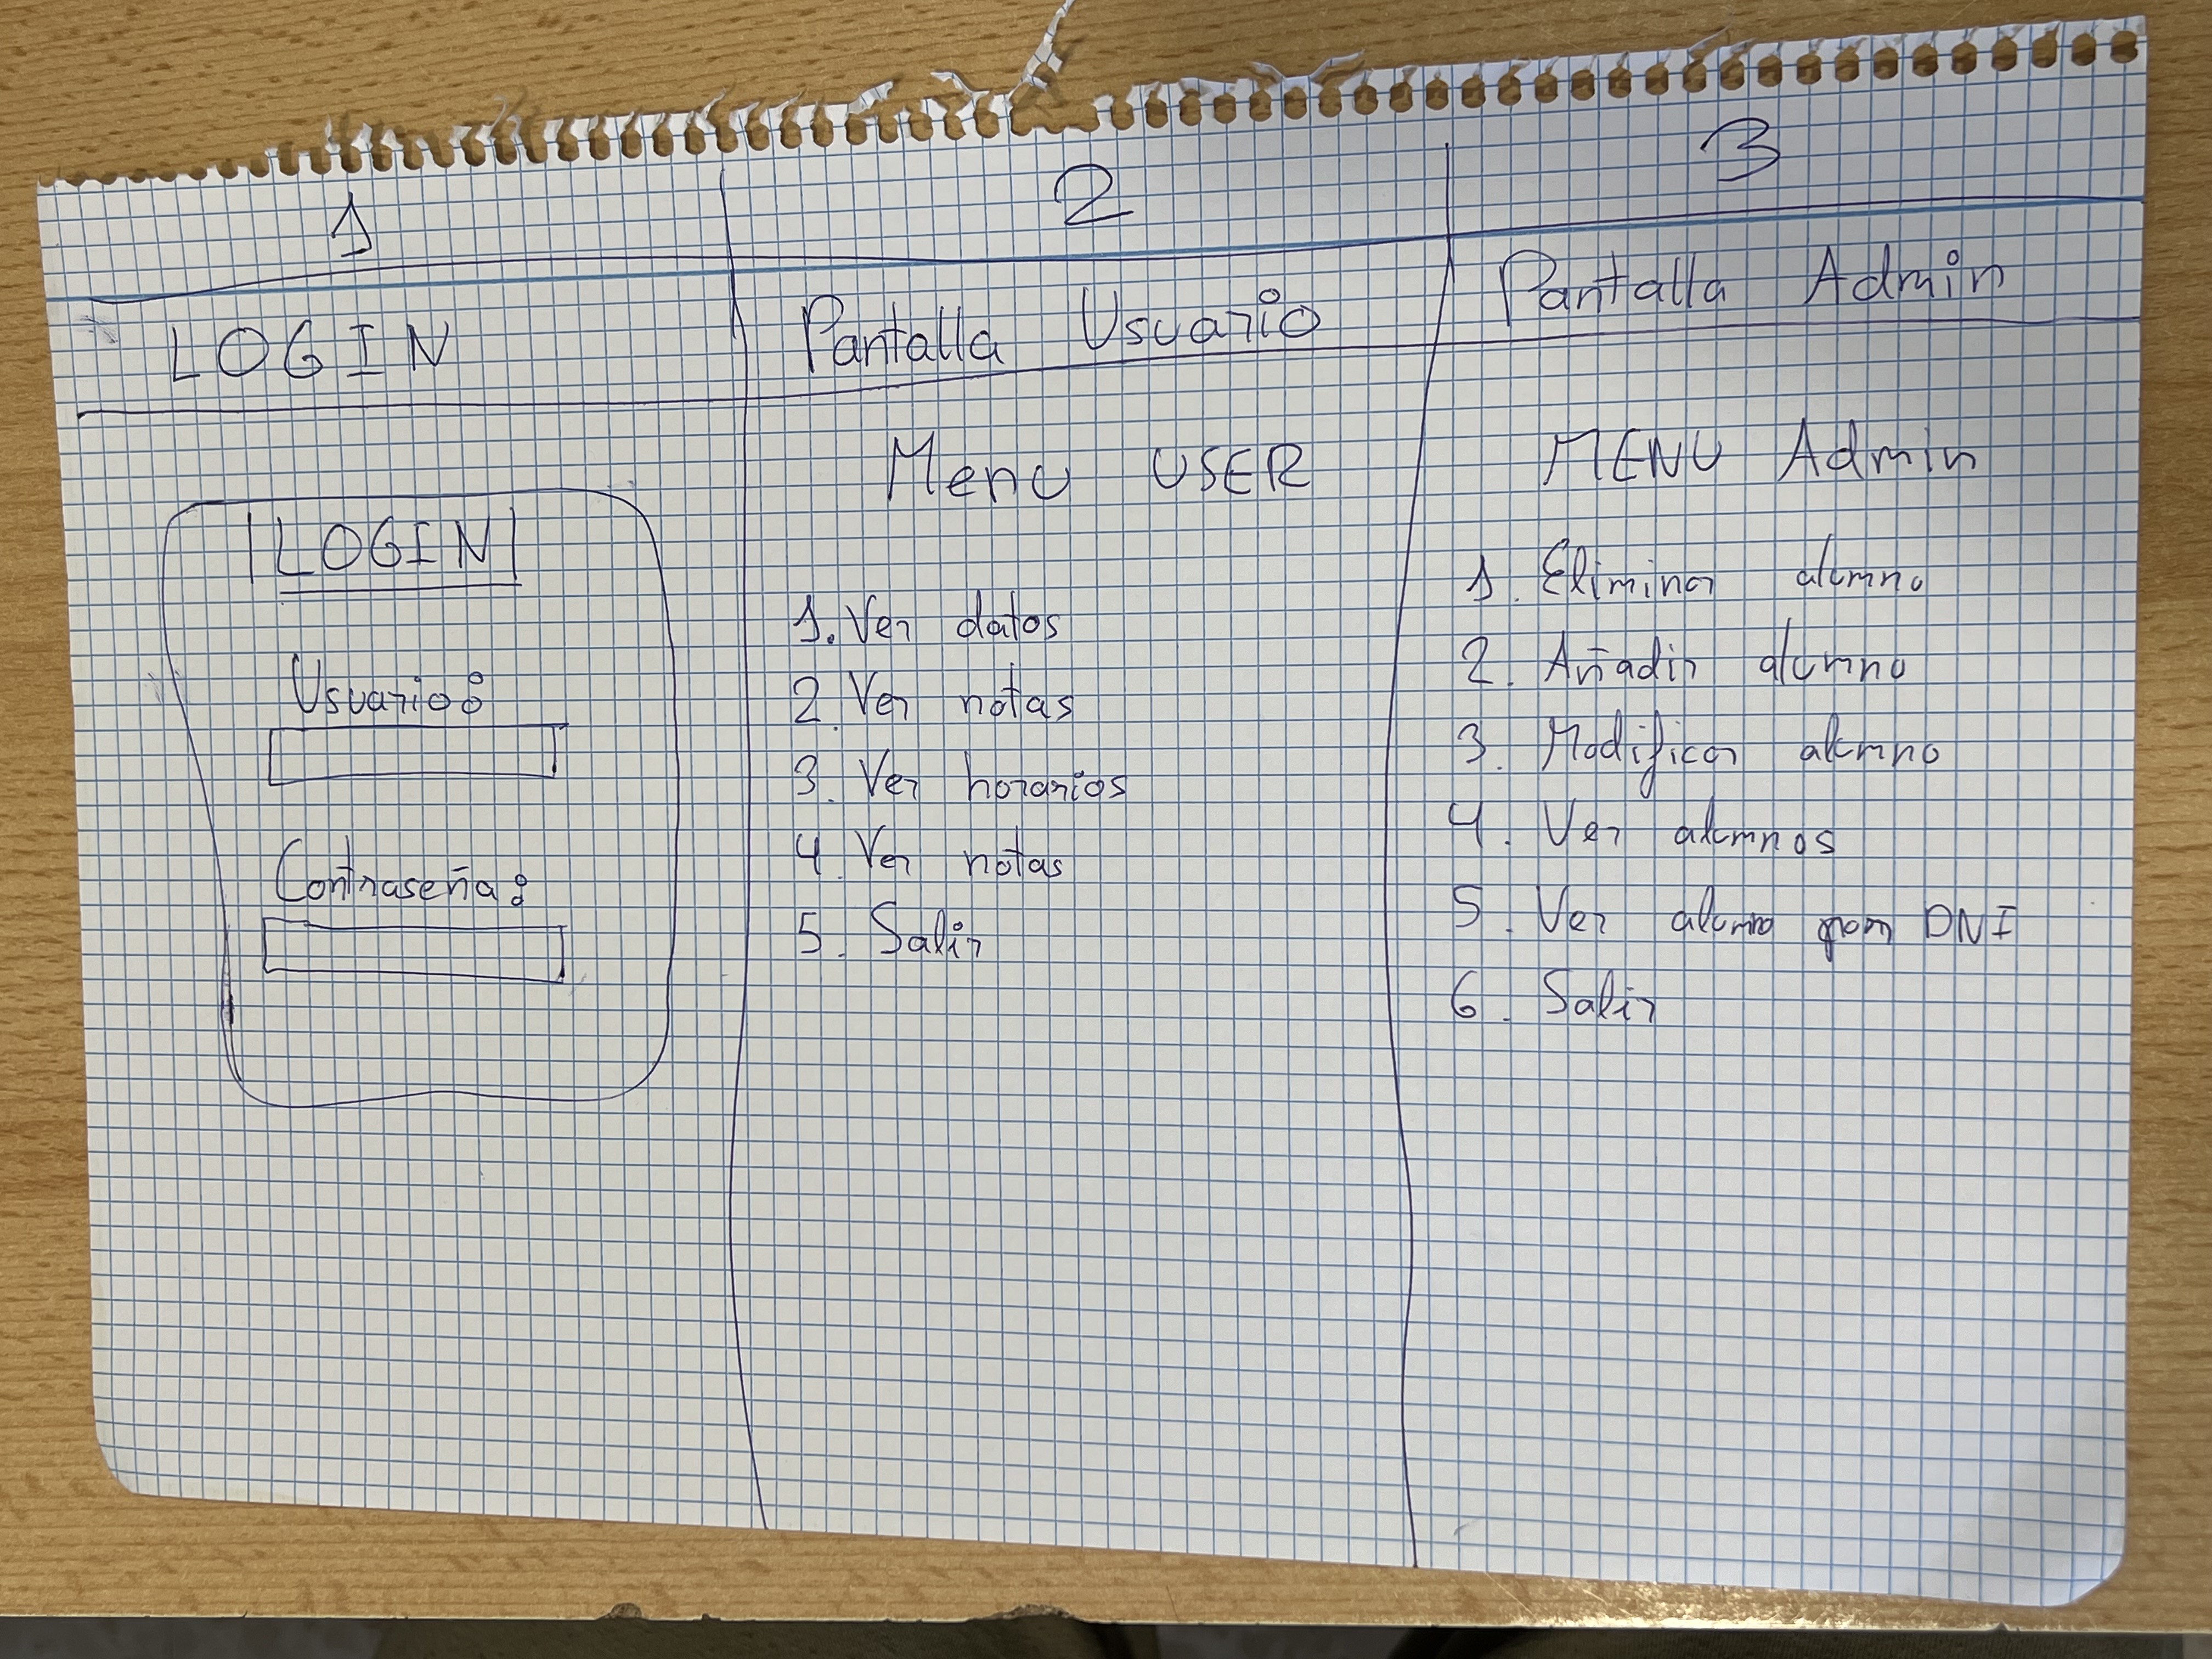 1
2
3
LOGIN
Pantalla Usuario
Pantalla Admin
LOGIN
Usuario:
Contraseña:
Menu USER
1. Ver datos
2. Ver notas
3. Ver horarios
4. Ver notas
5. Salir
MENU Admin
1. Eliminar alumno
2. Añadir alumno
3. Modificar alumno
4. Ver alumnos
5. Ver alumno por DNI
6. Salir